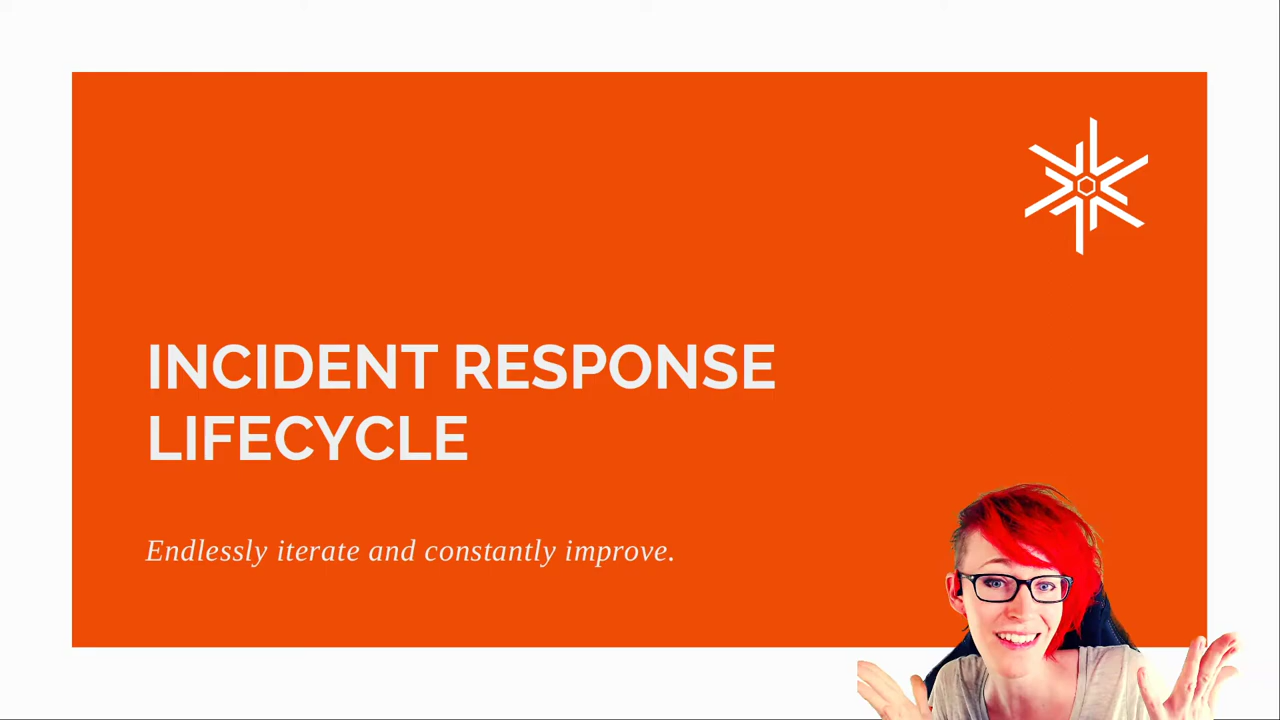 INCIDENT RESPONSE
LIFECYCLE
Endlessly iterate and constantly improve.